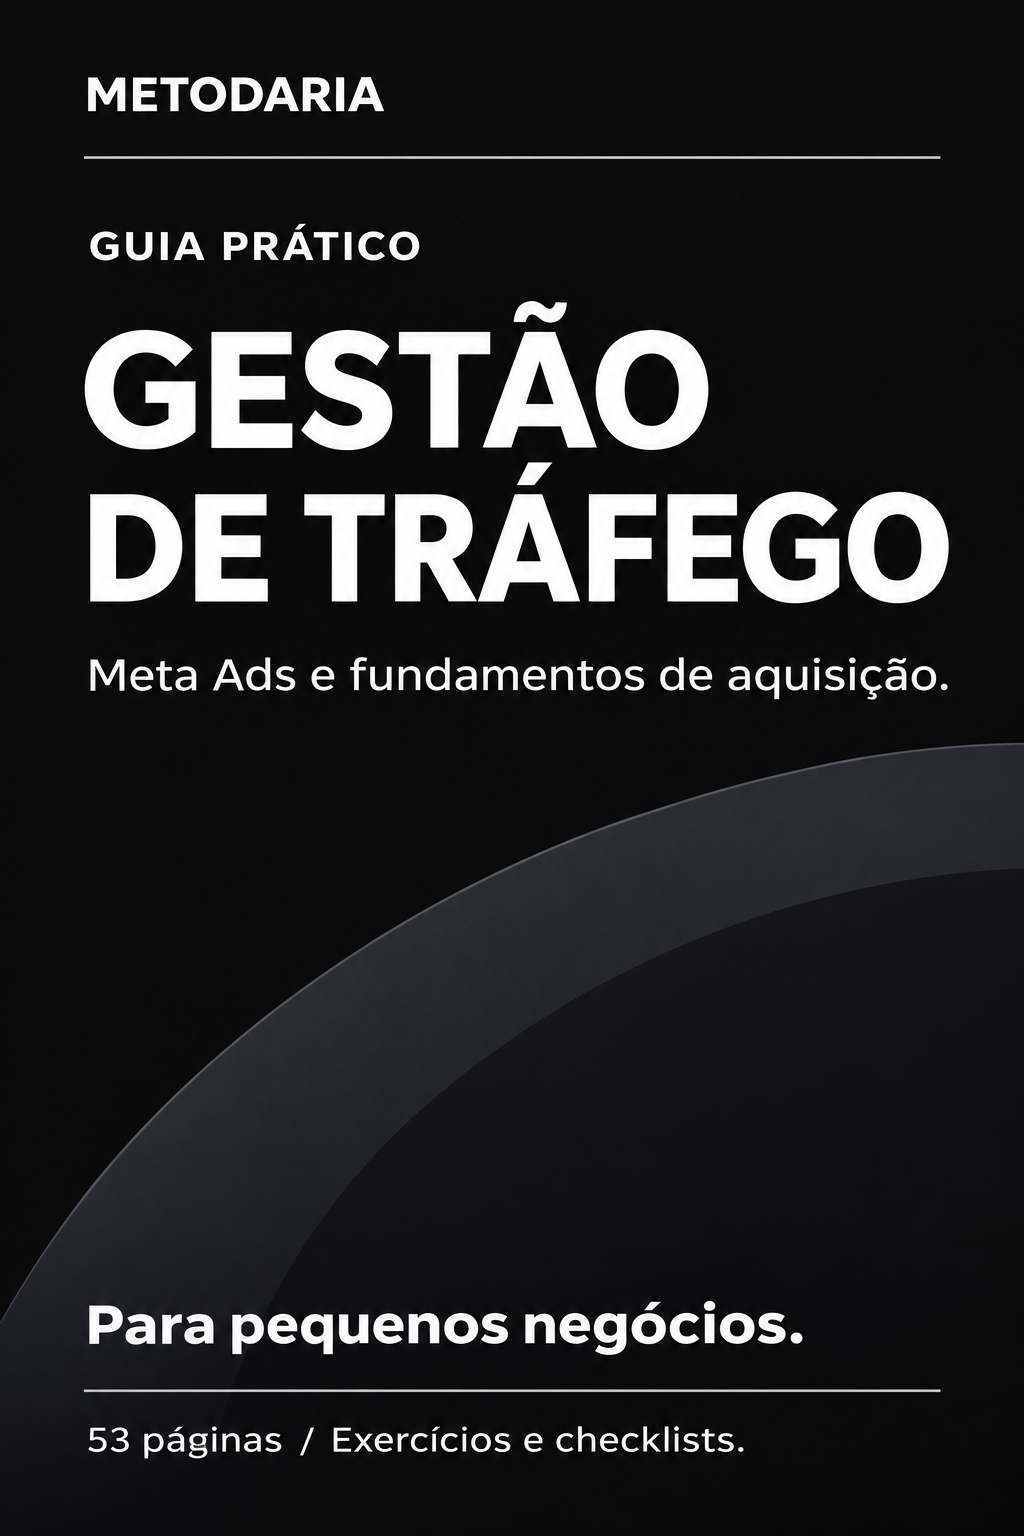 METODARIA
GUIA PRÁTICO
GESTÃO
DE TRÁFEGO
Meta Ads e fundamentos de aquisição.
Para pequenos negócios.
53 páginas / Exercícios e checklists.